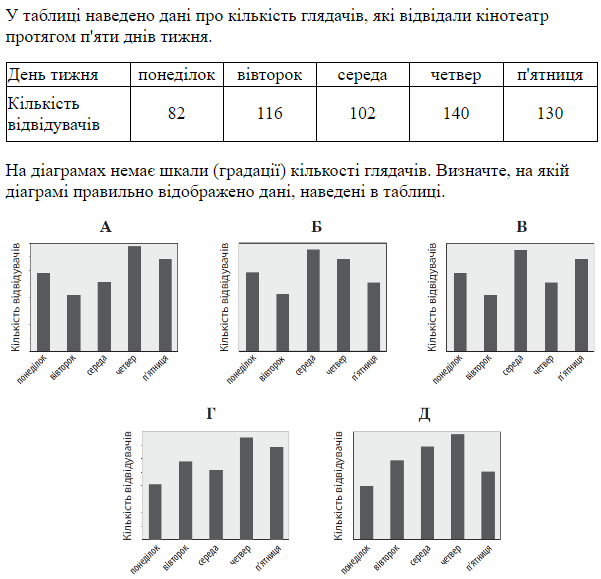 У таблиці наведено дані про кількість глядачів, які відвідали кінотеатр
протягом п'яти днів тижня.
День тижня понеділок вівторок середа четвер п'ятниця
Кількість
відвідувачів 82 116 102 140 130
На діаграмах немає шкали (градації) кількості глядачів. Визначте, на якій
діаграмі правильно відображено дані, наведені в таблиці.
А Б В
Кількість відвідувачів
понеділок вівторок середа четвер п'ятниця
Кількість відвідувачів
понеділок вівторок середа четвер п'ятниця
Кількість відвідувачів
понеділок вівторок середа четвер п'ятниця
Г Д
Кількість відвідувачів
понеділок вівторок середа четвер п'ятниця
Кількість відвідувачів
понеділок вівторок середа четвер п'ятниця